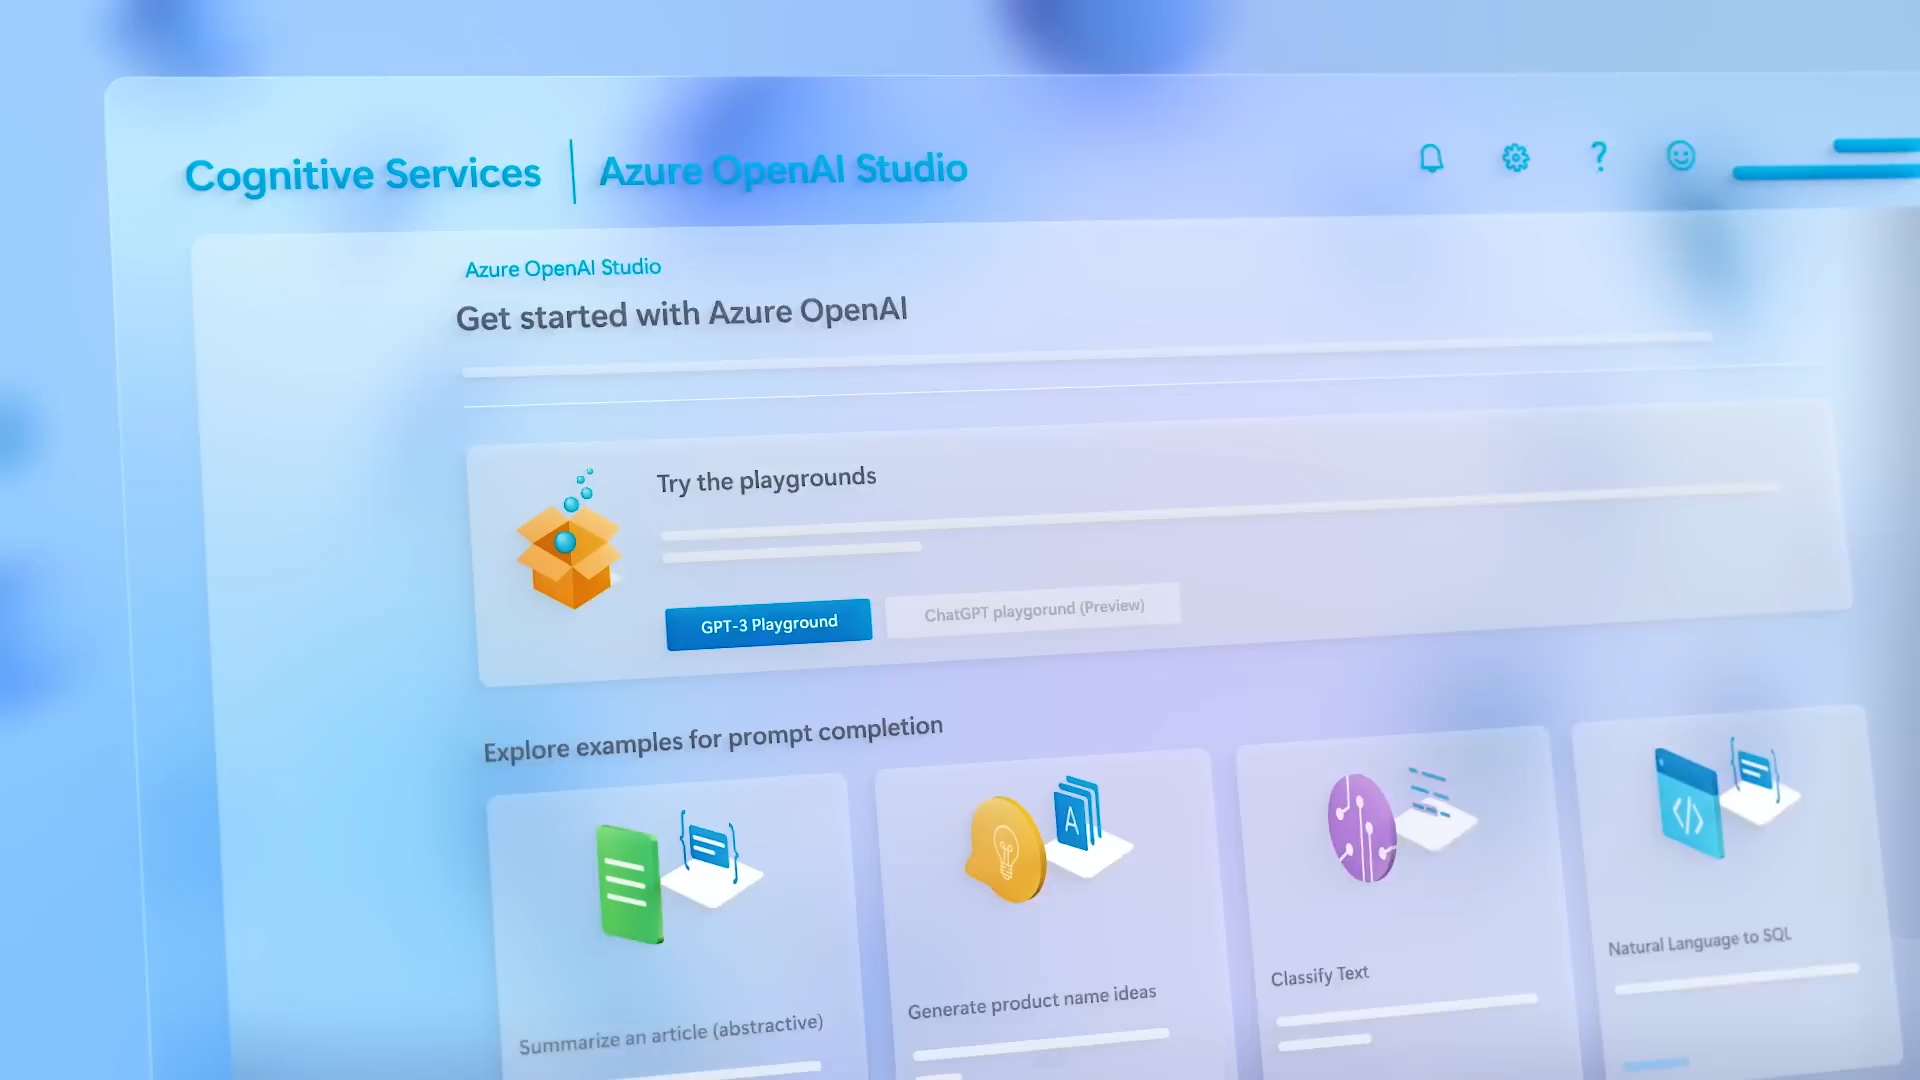 Cognitive Services | Azure OpenAI Studio
Azure OpenAI Studio
Get started with Azure OpenAI
Try the playgrounds
GPT-3 Playground
ChatGPT playgorund (Preview)
Explore examples for prompt completion
A
Summarize an article (abstractive)
Generate product name ideas
Classify Text
Natural Language to SQL